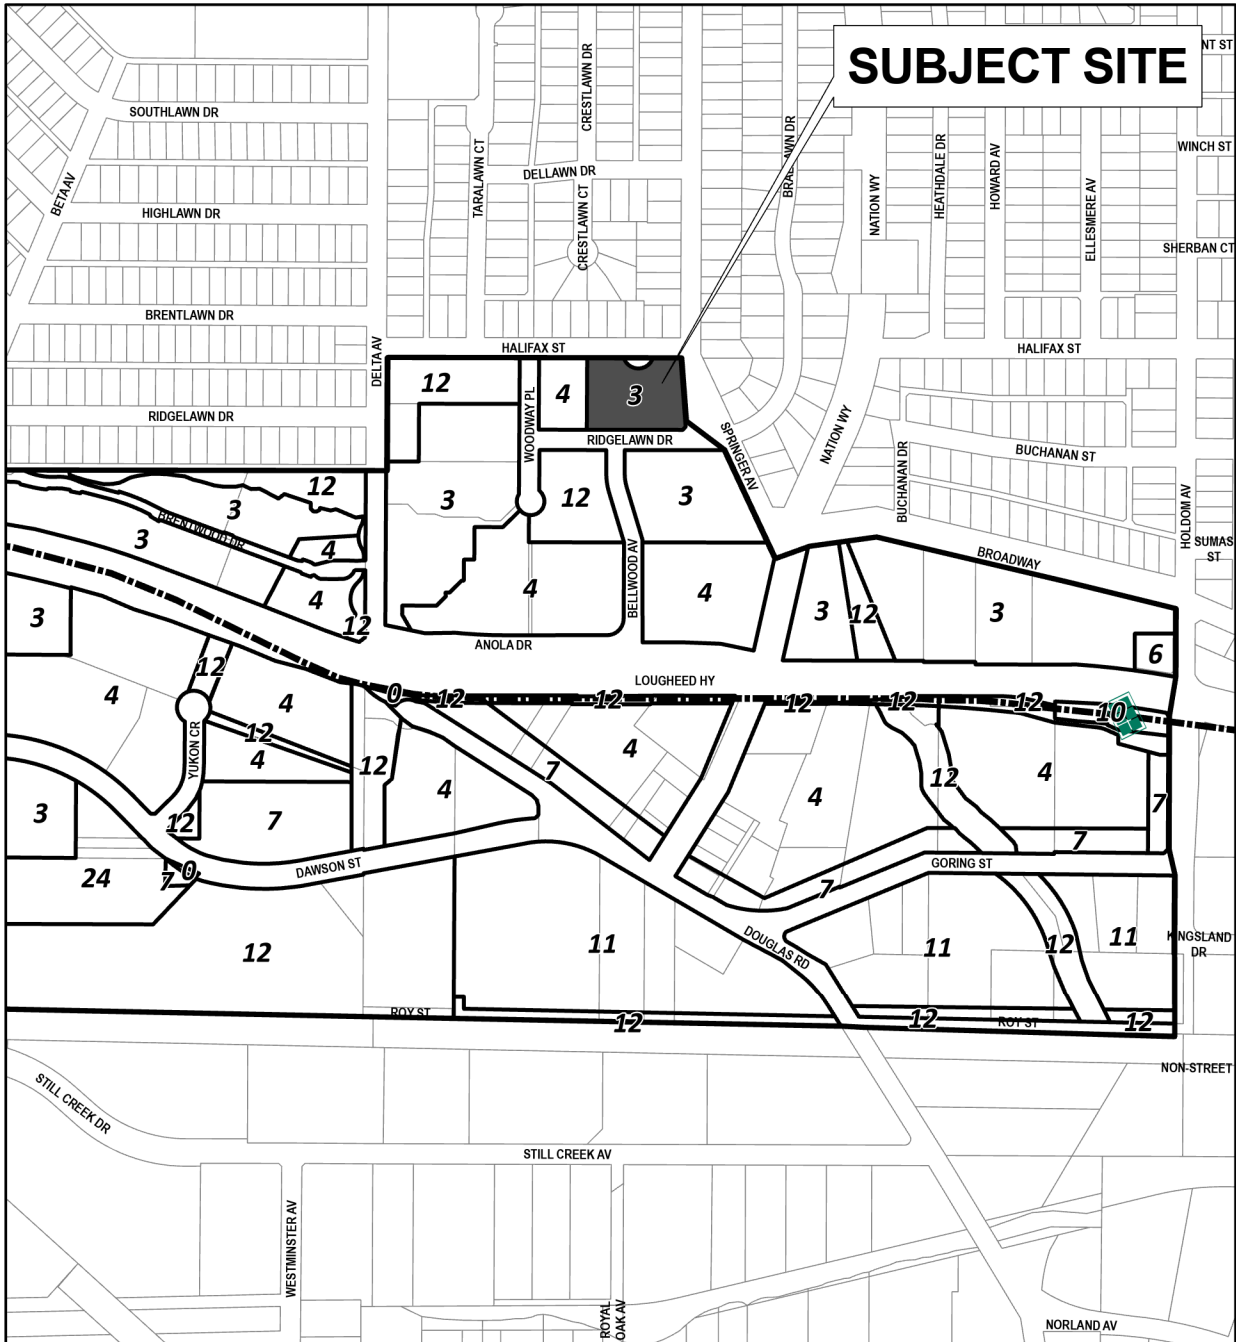 SUBJECT SITE
NT ST
SOUTHLAWN DR
CRESTLAWN DR
TARALAWN CT
WINCH ST
HEATHDALE DR
HOWARD AV
DELLAWN DR
BETA AV
NATION WY
ELLESMERE AV
HIGHLAWN DR
CRESTLAWN CT
SHERBAN CT
BRENTLAWN DR
DELTA AV
HALIFAX ST
HALIFAX ST
12
4
3
RIDGELAWN DR
WOODWAY PL
RIDGELAWN DR
SPRINGER AV
NATION WY
BUCHANAN ST
BUCHANAN DR
12
3
3
12
3
HOLDOM AV
BRENTWOOD DR
3
4
SUMAS
ST
BROADWAY
4
4
BELLWOOD AV
4
3
3
12
3
12
ANOLA DR
6
12
LOUGHEED HY
4
4
0
12
12
12
12
12
10
YUKON CR
12
4
4
12
7
4
12
4
4
7
3
12
7
7
24
7
0
DAWSON ST
GORING ST
7
12
11
DOUGLAS RD
11
12
11
KINGSLAND
DR
ROY ST
12
12
ROY ST
12
NON-STREET
STILL CREEK DR
STILL CREEK AV
WESTMINSTER AV
ROYAL
OAK AV
NORLAND AV